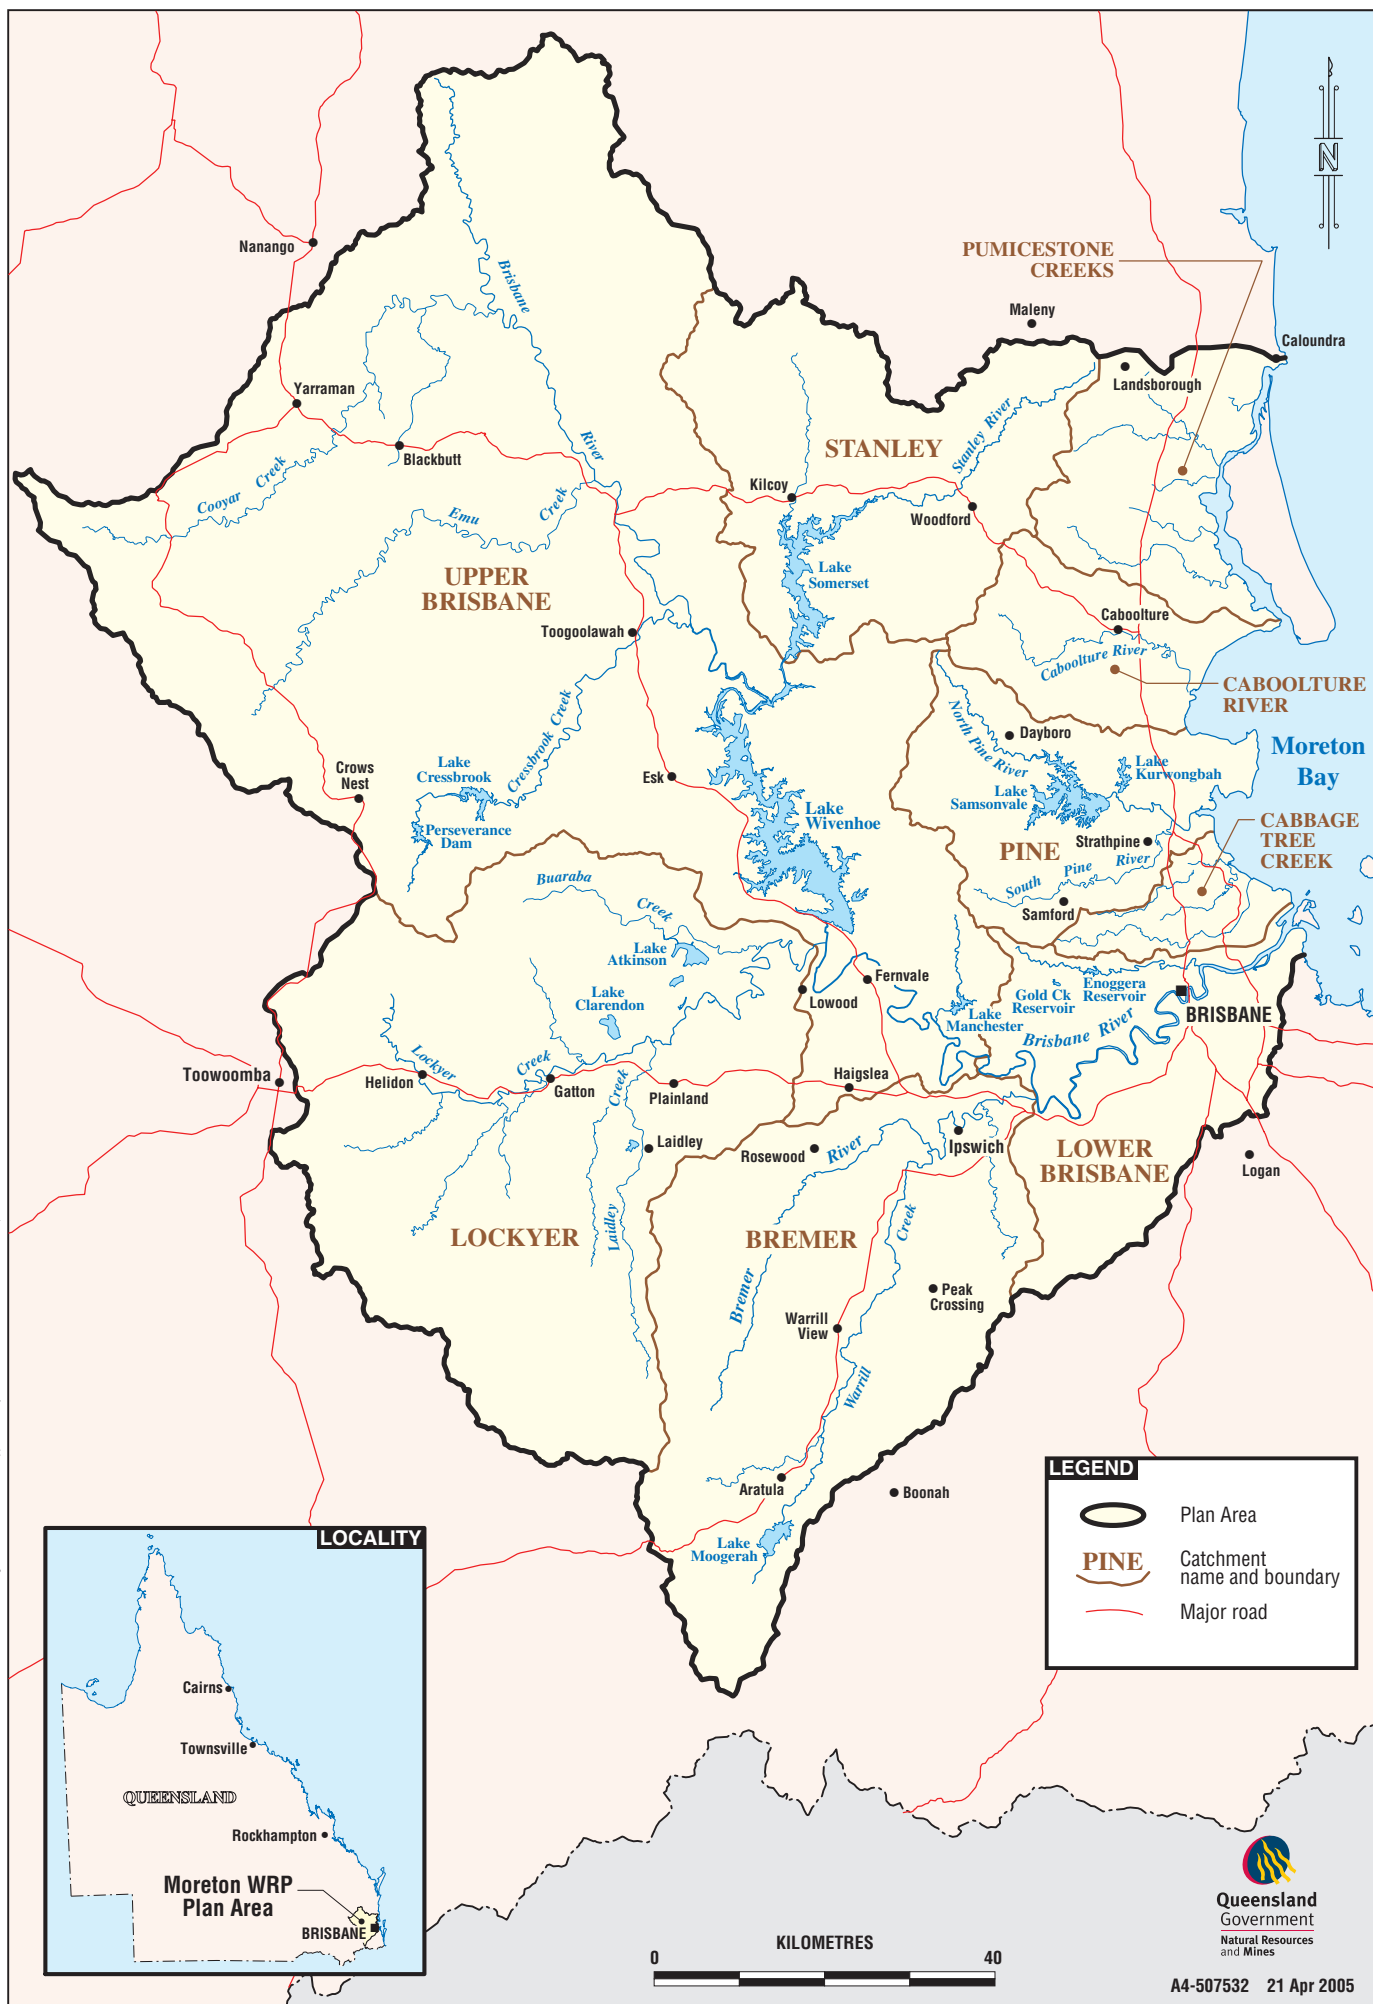 PUMICESTONE
CREEKS
Nanango
Brisbane
Maleny
Caloundra
Landsborough
Yarraman
River
Stanley River
STANLEY
Blackbutt
Cooyar Creek
Kilcoy
Emu Creek
Woodford
Lake
Somerset
UPPER
BRISBANE
Toogoolawah
Caboolture
Caboolture River
CABOOLTURE
RIVER
North Pine River
Dayboro
Moreton
Bay
Cressbrook Creek
Lake
Cressbrook
Crows
Nest
Esk
Lake
Kurwongbah
Lake
Samsonvale
Lake
Wivenhoe
Perseverance
Dam
CABBAGE
TREE
CREEK
Strathpine
PINE
South Pine River
Samford
Buaraba Creek
Lake
Atkinson
Fernvale
Lowood
Enoggera
Reservoir
Gold Ck
Reservoir
Lake
Clarendon
Lake
Manchester
BRISBANE
Brisbane River
Lockyer Creek
Toowoomba
Helidon
Gatton
Plainland
Haigslea
Creek
Laidley
Laidley
Rosewood
River
Ipswich
LOWER
BRISBANE
Logan
LOCKYER
BREMER
Creek
Bremer
Peak
Crossing
Warrill
View
Warrill
Aratula
Boonah
Lake
Moogerah
LEGEND
Plan Area
PINE
Catchment
name and boundary
Major road
LOCALITY
Cairns
Townsville
QUEENSLAND
Rockhampton
Moreton WRP
Plan Area
BRISBANE
KILOMETRES
0 40
Queensland
Government
Natural Resources
and Mines
A4-507532 21 Apr 2005
N